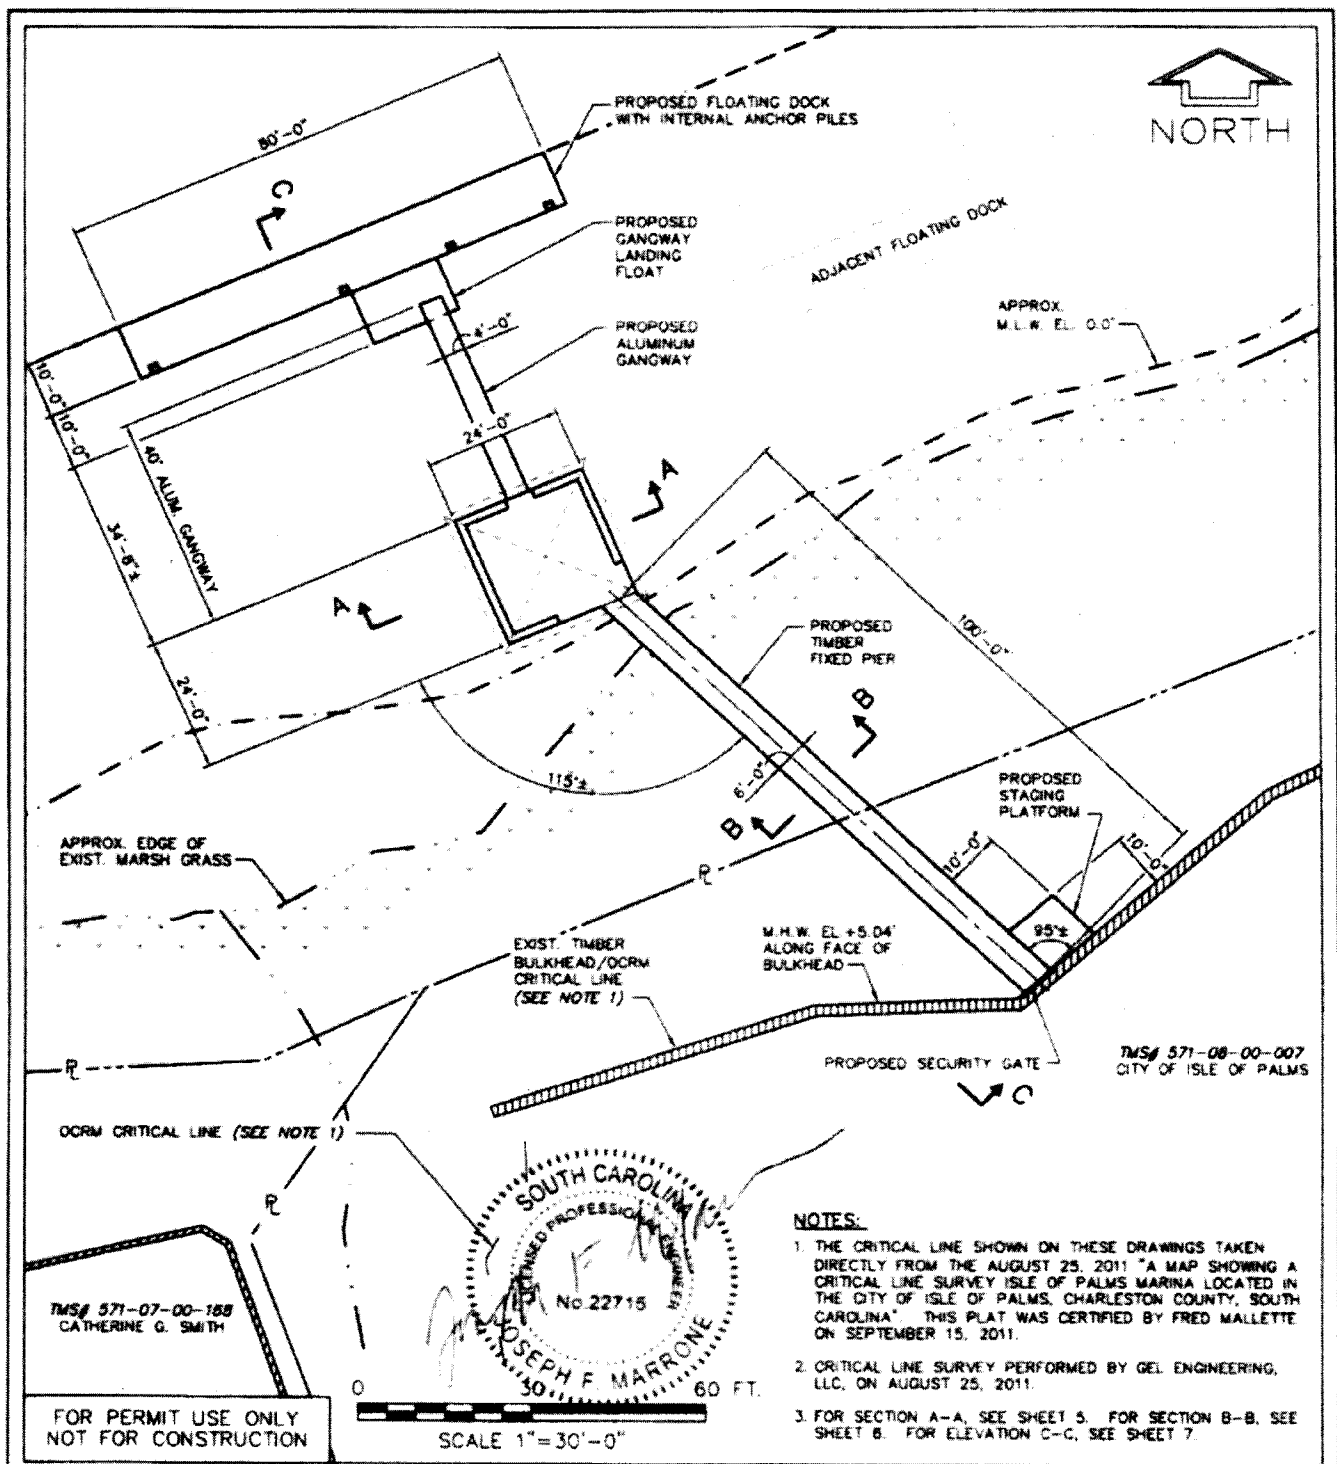 NORTH
PROPOSED FLOATING DOCK
WITH INTERNAL ANCHOR PILES
80'-0"
C
PROPOSED
GANGWAY
LANDING
FLOAT
ADJACENT FLOATING DOCK
APPROX.
M.L.W. EL. 0.0'
PROPOSED
ALUMINUM
GANGWAY
4'-0"
10'-0"
10'-0"
24'-0"
40' ALUM. GANGWAY
34'-8"±
A
A
24'-0"
100'-0"
PROPOSED
TIMBER
FIXED PIER
B
115°±
6'-0"
B
PROPOSED
STAGING
PLATFORM
10'-0"
10'-0"
APPROX. EDGE OF
EXIST. MARSH GRASS
PL
95°±
EXIST. TIMBER
BULKHEAD/OCRM
CRITICAL LINE
(SEE NOTE 1)
M.H.W. EL +5.04'
ALONG FACE OF
BULKHEAD
PL
PROPOSED SECURITY GATE
TMS# 571-08-00-007
CITY OF ISLE OF PALMS
C
OCRM CRITICAL LINE (SEE NOTE 1)
PL
SOUTH CAROLINA
LICENSED PROFESSIONAL ENGINEER
No.22715
JOSEPH F. MARRONE
TMS# 571-07-00-168
CATHERINE G. SMITH
NOTES:
1. THE CRITICAL LINE SHOWN ON THESE DRAWINGS TAKEN
DIRECTLY FROM THE AUGUST 25, 2011 "A MAP SHOWING A
CRITICAL LINE SURVEY ISLE OF PALMS MARINA LOCATED IN
THE CITY OF ISLE OF PALMS, CHARLESTON COUNTY, SOUTH
CAROLINA". THIS PLAT WAS CERTIFIED BY FRED MALLETTE
ON SEPTEMBER 15, 2011.
2. CRITICAL LINE SURVEY PERFORMED BY GEL ENGINEERING,
LLC, ON AUGUST 25, 2011.
3. FOR SECTION A-A, SEE SHEET 5. FOR SECTION B-B, SEE
SHEET 6. FOR ELEVATION C-C, SEE SHEET 7.
0 30 60 FT.
SCALE 1"=30'-0"
FOR PERMIT USE ONLY
NOT FOR CONSTRUCTION